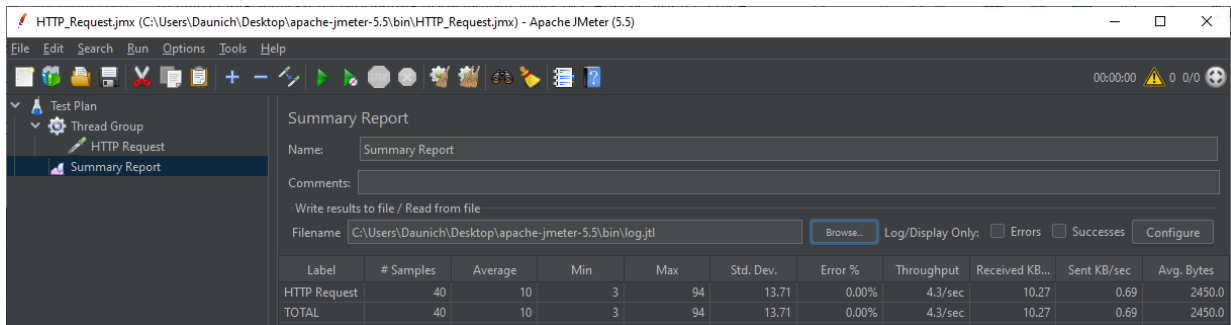 HTTP_Request.jmx (C:\Users\Daunich\Desktop\apache-jmeter-5.5\bin\HTTP_Request.jmx) - Apache JMeter (5.5)
File Edit Search Run Options Tools Help
STOP 00:00:00 0 0/0
Test Plan
Thread Group
HTTP Request
Summary Report
Summary Report
Name: Summary Report
Comments:
Write results to file / Read from file
Filename C:\Users\Daunich\Desktop\apache-jmeter-5.5\bin\log.jtl Browse... Log/Display Only: Errors Successes Configure
Label # Samples Average Min Max Std. Dev. Error % Throughput Received KB... Sent KB/sec Avg. Bytes
HTTP Request 40 10 3 94 13.71 0.00% 4.3/sec 10.27 0.69 2450.0
TOTAL 40 10 3 94 13.71 0.00% 4.3/sec 10.27 0.69 2450.0